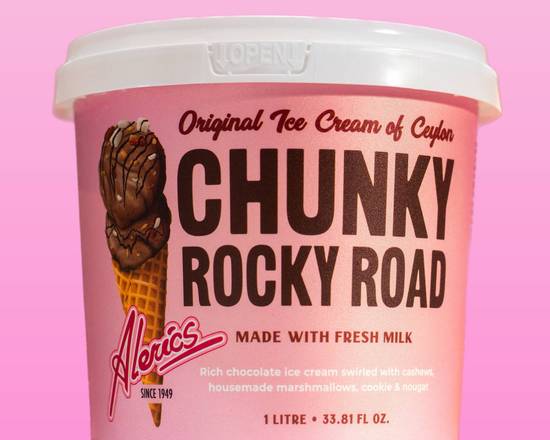 OPEN
Original Ice Cream of Ceylon
CHUNKY
ROCKY ROAD
Alerics
SINCE 1949
MADE WITH FRESH MILK
Rich chocolate ice cream swirled with cashews,
housemade marshmallows, cookie & nougat
1 LITRE • 33.81 FL OZ.